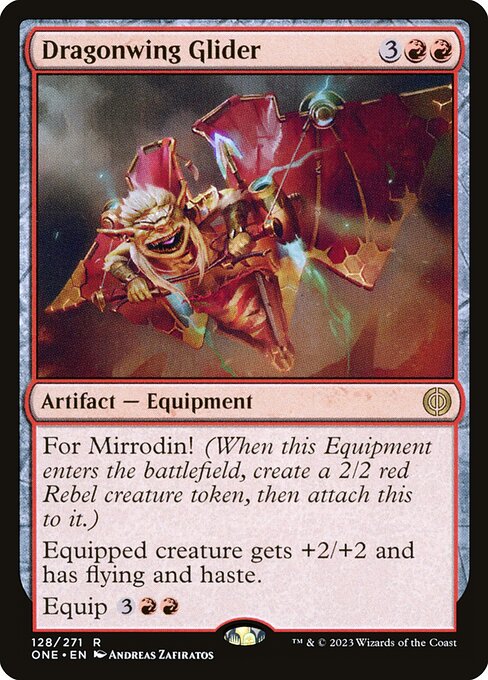 Dragonwing Glider 3
Artifact — Equipment
For Mirrodin! (When this Equipment
enters the battlefield, create a 2/2 red
Rebel creature token, then attach this
to it.)
Equipped creature gets +2/+2 and
has flying and haste.
Equip 3
128/271 R
ONE • EN Andreas Zafiratos
™ & © 2023 Wizards of the Coast